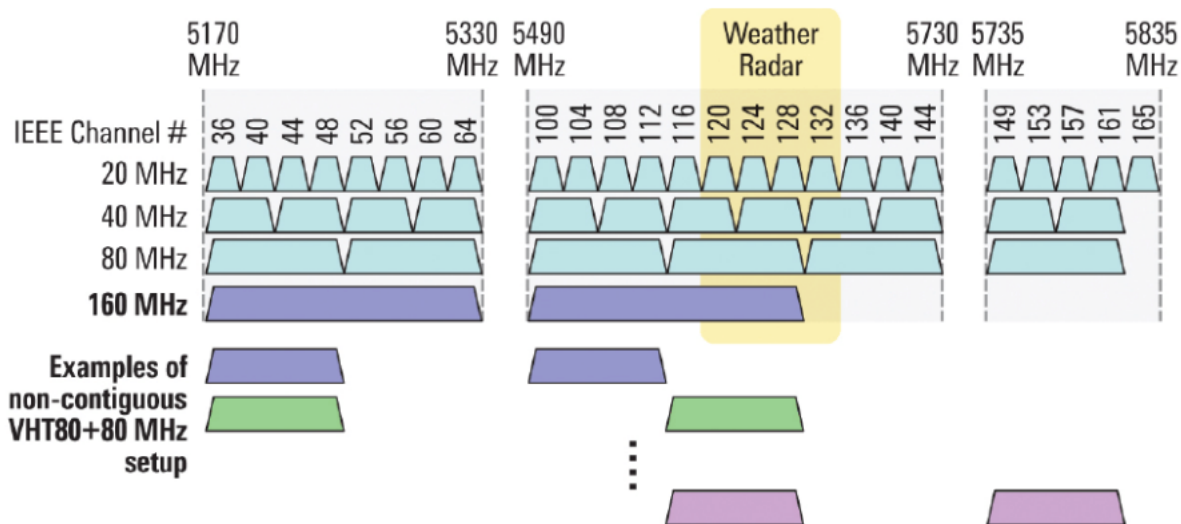 5170 MHz
5330 MHz
5490 MHz
Weather Radar
5730 MHz
5735 MHz
5835 MHz
IEEE Channel # 36 40 44 48 52 56 60 64 100 104 108 112 116 120 124 128 132 136 140 144 149 153 157 161 165
20 MHz
40 MHz
80 MHz
160 MHz
Examples of
non-contiguous
VHT80+80 MHz
setup